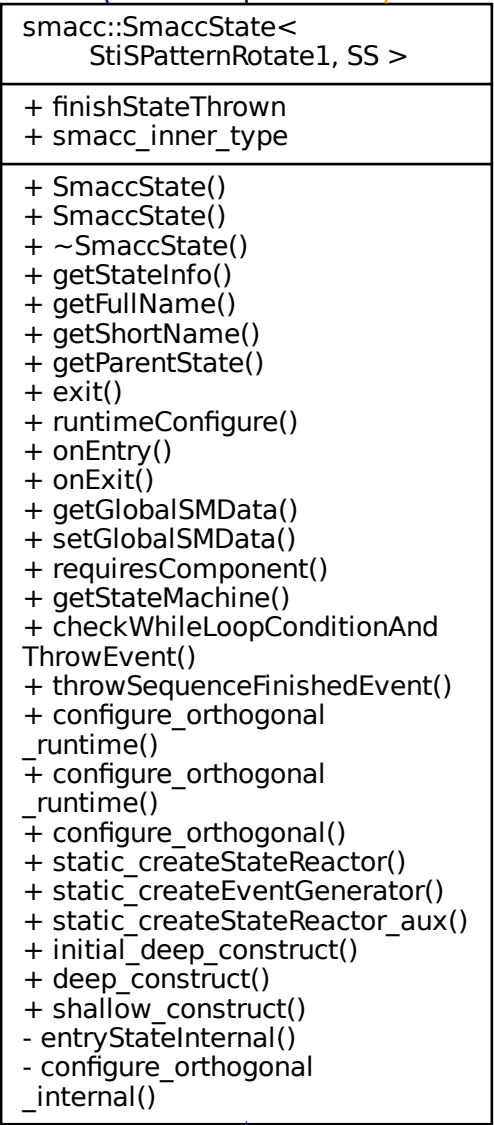 smacc::SmaccState<
StiSPatternRotate1, SS >
+ finishStateThrown
+ smacc_inner_type
+ SmaccState()
+ SmaccState()
+ ~SmaccState()
+ getStateInfo()
+ getFullName()
+ getShortName()
+ getParentState()
+ exit()
+ runtimeConfigure()
+ onEntry()
+ onExit()
+ getGlobalSMData()
+ setGlobalSMData()
+ requiresComponent()
+ getStateMachine()
+ checkWhileLoopConditionAnd
ThrowEvent()
+ throwSequenceFinishedEvent()
+ configure_orthogonal
_runtime()
+ configure_orthogonal
_runtime()
+ configure_orthogonal()
+ static_createStateReactor()
+ static_createEventGenerator()
+ static_createStateReactor_aux()
+ initial_deep_construct()
+ deep_construct()
+ shallow_construct()
- entryStateInternal()
- configure_orthogonal
_internal()